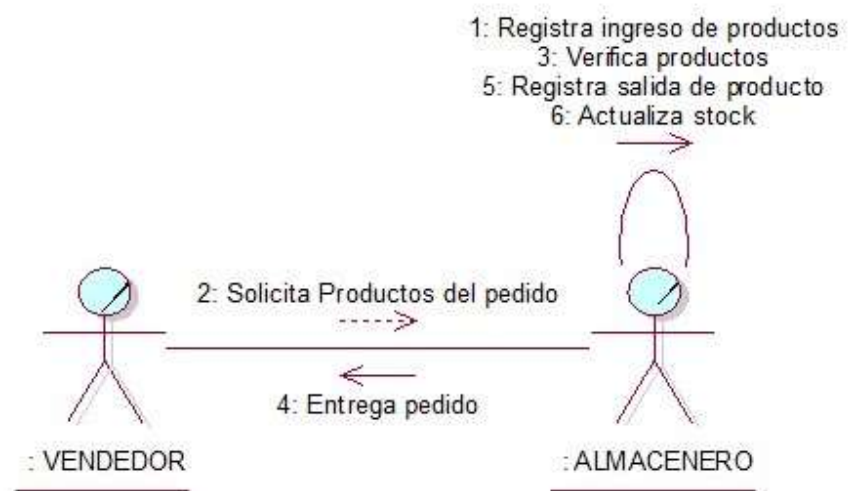 1: Registra ingreso de productos
3: Verifica productos
5: Registra salida de producto
6: Actualiza stock
2: Solicita Productos del pedido
4: Entrega pedido
: VENDEDOR
: ALMACENERO